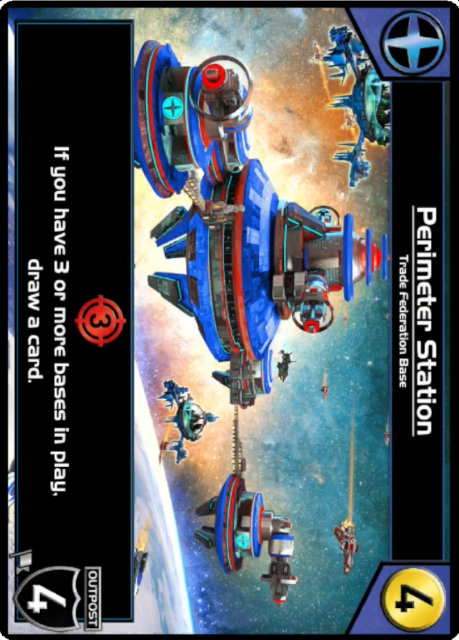 Perimeter Station
Trade Federation Base
4
3
If you have 3 or more bases in play,
draw a card.
OUTPOST
4